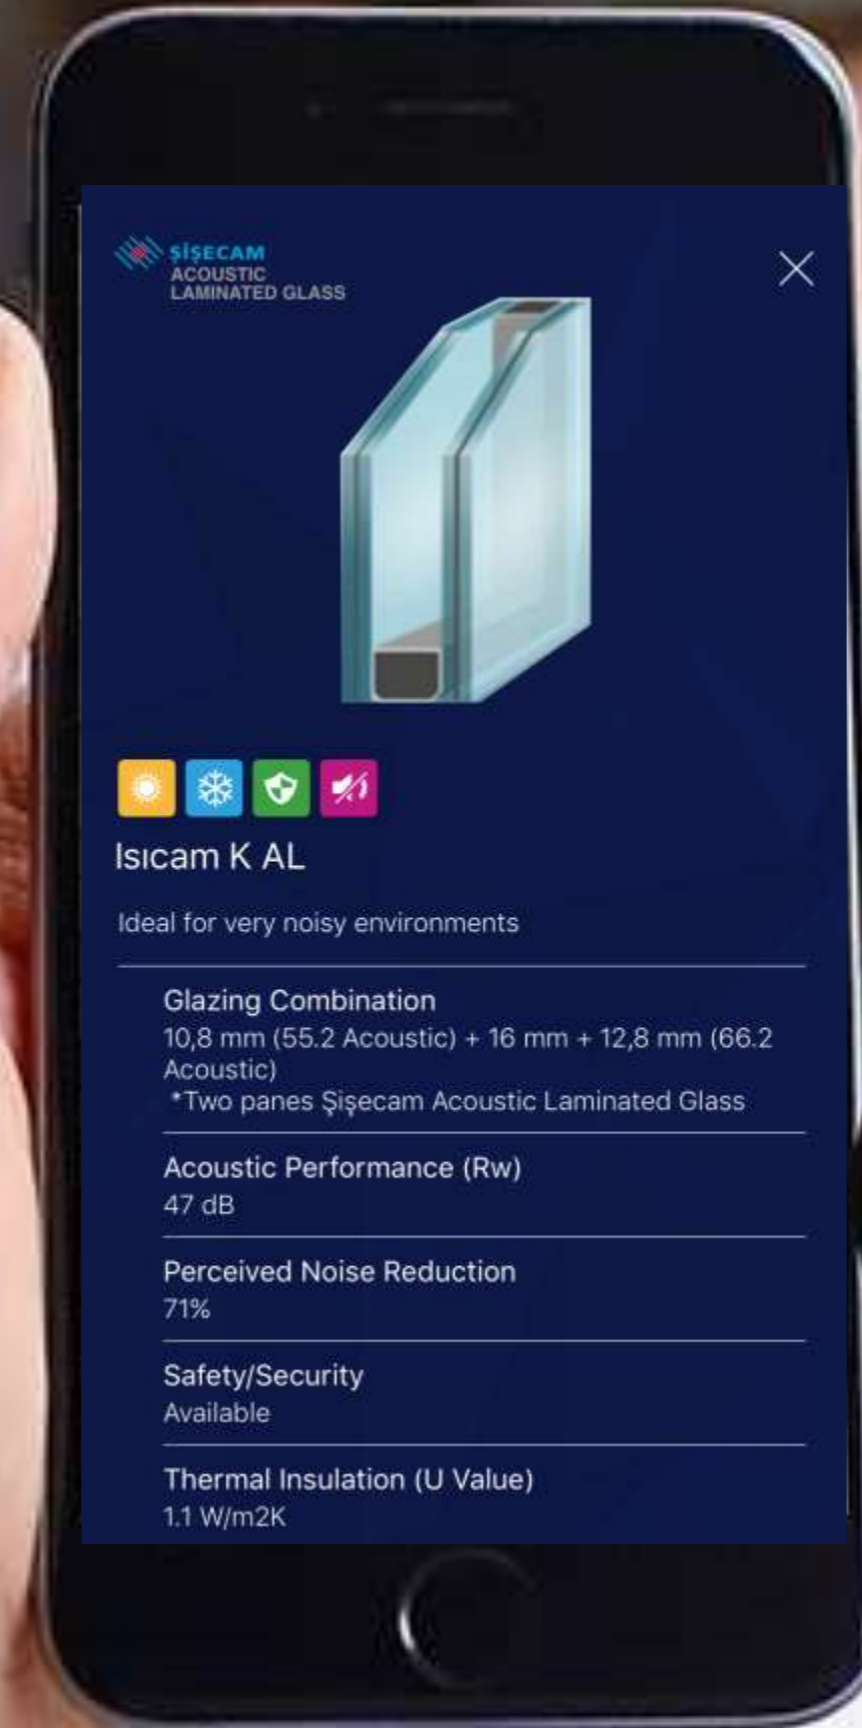 ŞİŞECAM
ACOUSTIC
LAMINATED GLASS
Isıcam K AL
Ideal for very noisy environments
Glazing Combination
10,8 mm (55.2 Acoustic) + 16 mm + 12,8 mm (66.2
Acoustic)
*Two panes Şişecam Acoustic Laminated Glass
Acoustic Performance (Rw)
47 dB
Perceived Noise Reduction
71%
Safety/Security
Available
Thermal Insulation (U Value)
1.1 W/m2K